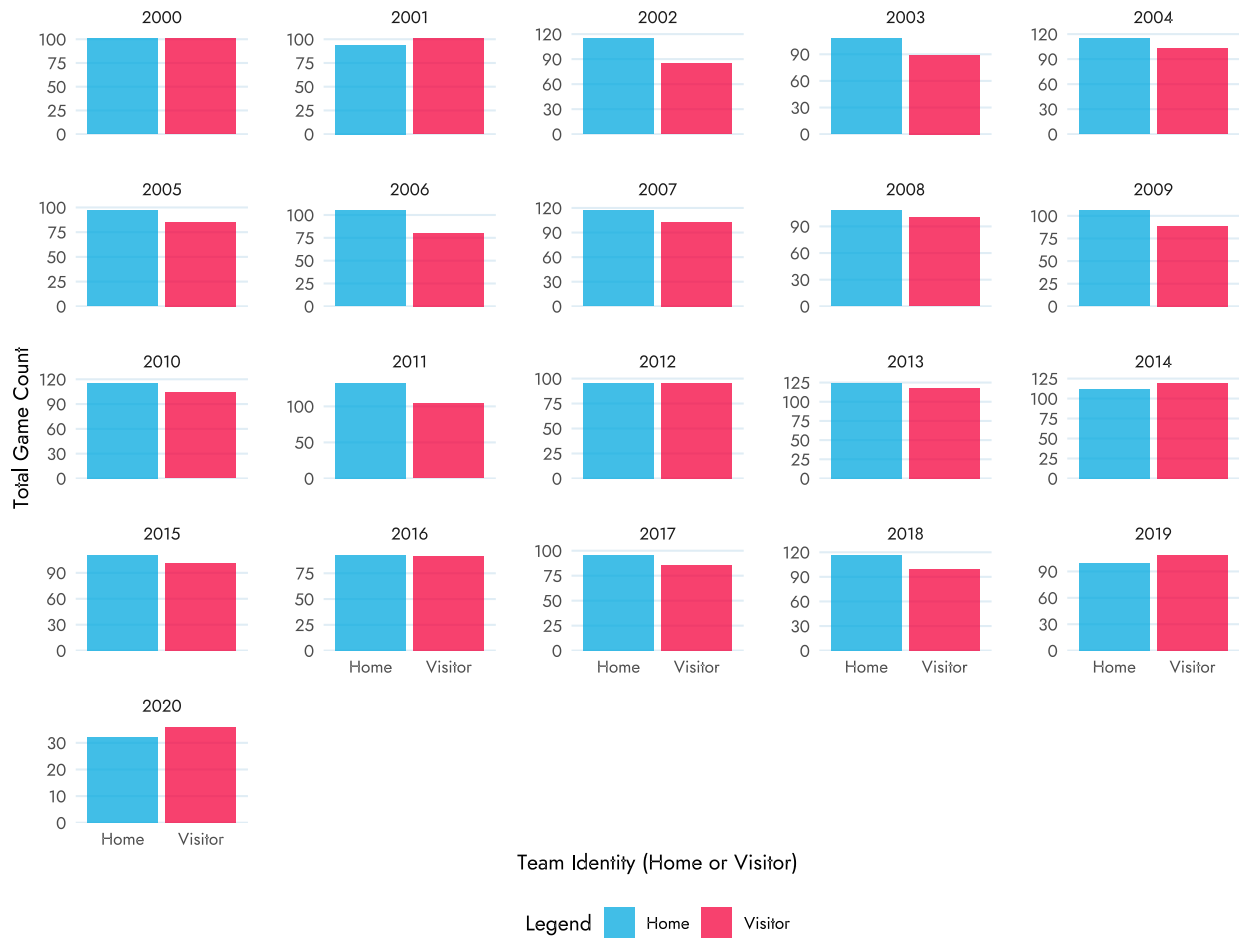 2000 2001 2002 2003 2004
100 75 50 25 0
100 75 50 25 0
120 90 60 30 0
90 60 30 0
120 90 60 30 0
2005 2006 2007 2008 2009
100 75 50 25 0
100 75 50 25 0
120 90 60 30 0
90 60 30 0
100 75 50 25 0
Total Game Count
2010 2011 2012 2013 2014
120 90 60 30 0
100 50 0
100 75 50 25 0
125 100 75 50 25 0
125 100 75 50 25 0
2015 2016 2017 2018 2019
90 60 30 0
75 50 25 0
100 75 50 25 0
120 90 60 30 0
90 60 30 0
Home Visitor Home Visitor Home Visitor Home Visitor
2020
30 20 10 0
Home Visitor
Team Identity (Home or Visitor)
Legend Home Visitor